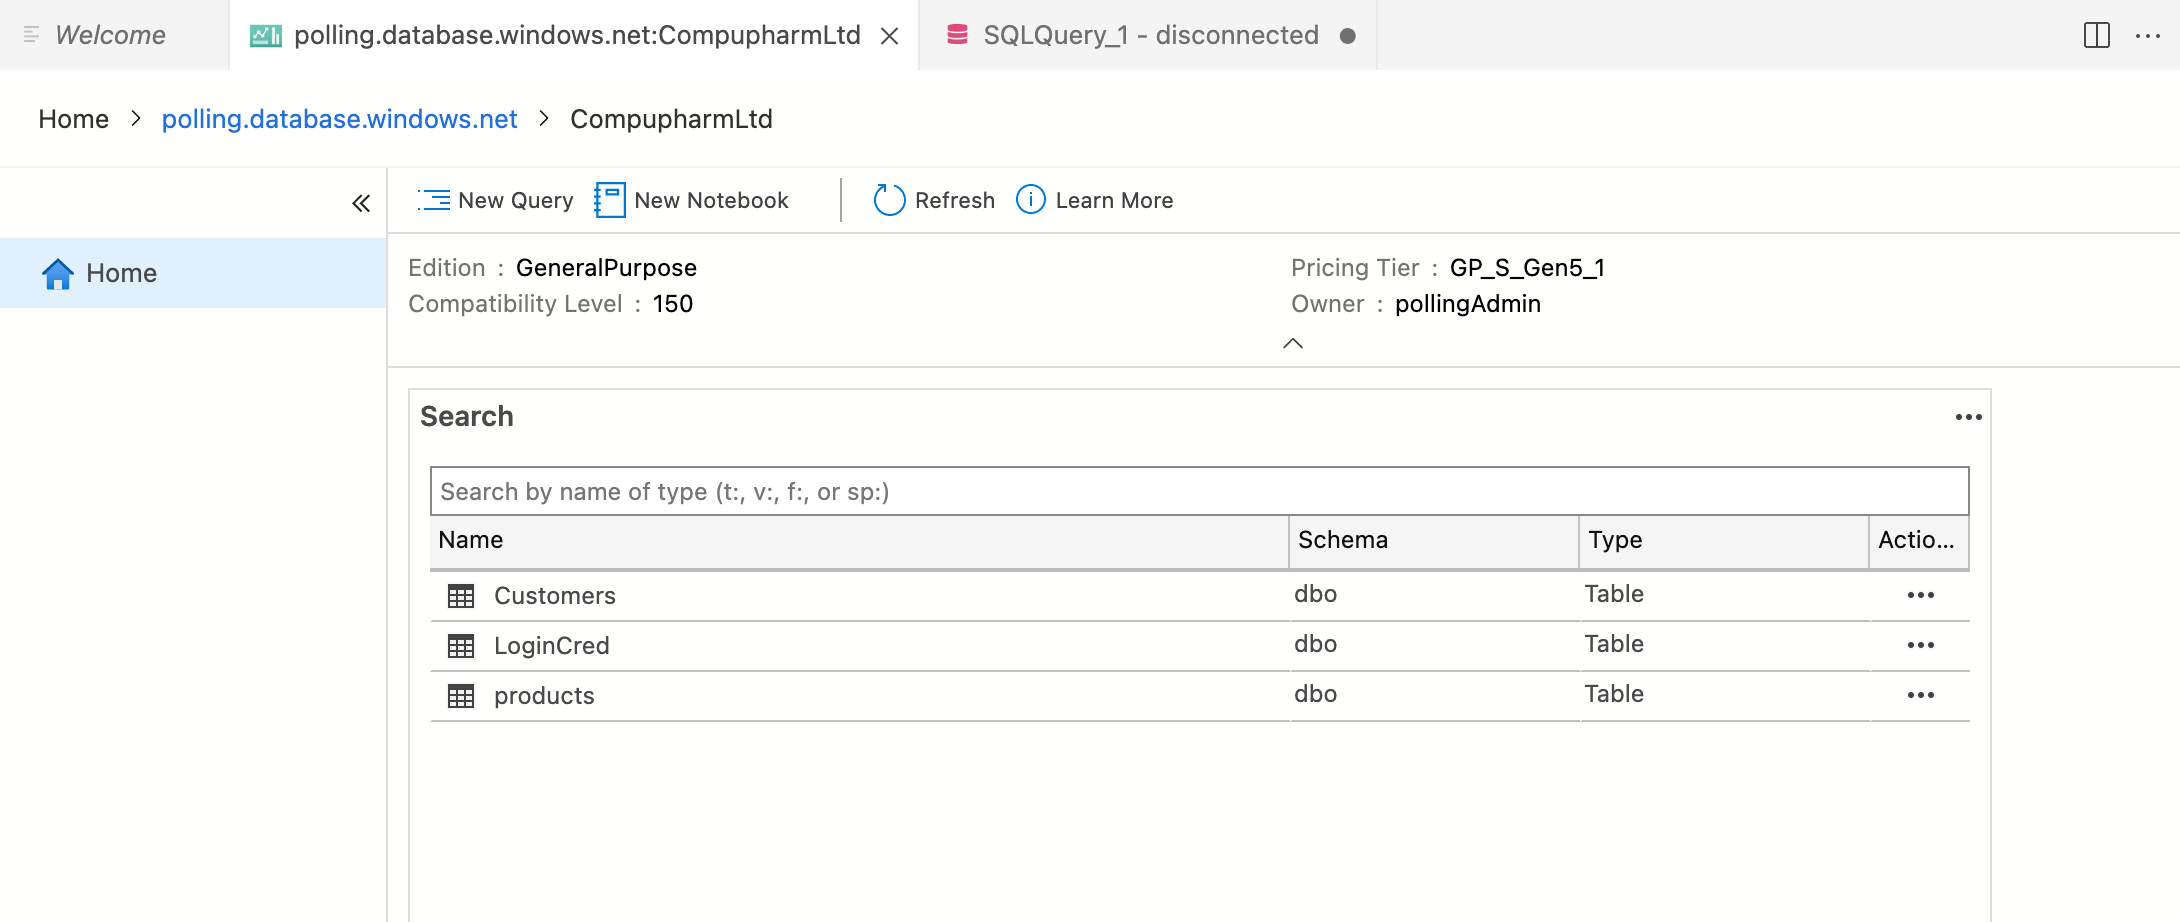 Welcome
polling.database.windows.net:CompupharmLtd
SQLQuery_1 - disconnected
Home > polling.database.windows.net > CompupharmLtd
New Query
New Notebook
Refresh
Learn More
Home
Edition : GeneralPurpose
Pricing Tier : GP_S_Gen5_1
Compatibility Level : 150
Owner : pollingAdmin
Search
Search by name of type (t:, v:, f:, or sp:)
Name Schema Type Actio...
Customers dbo Table
LoginCred dbo Table
products dbo Table